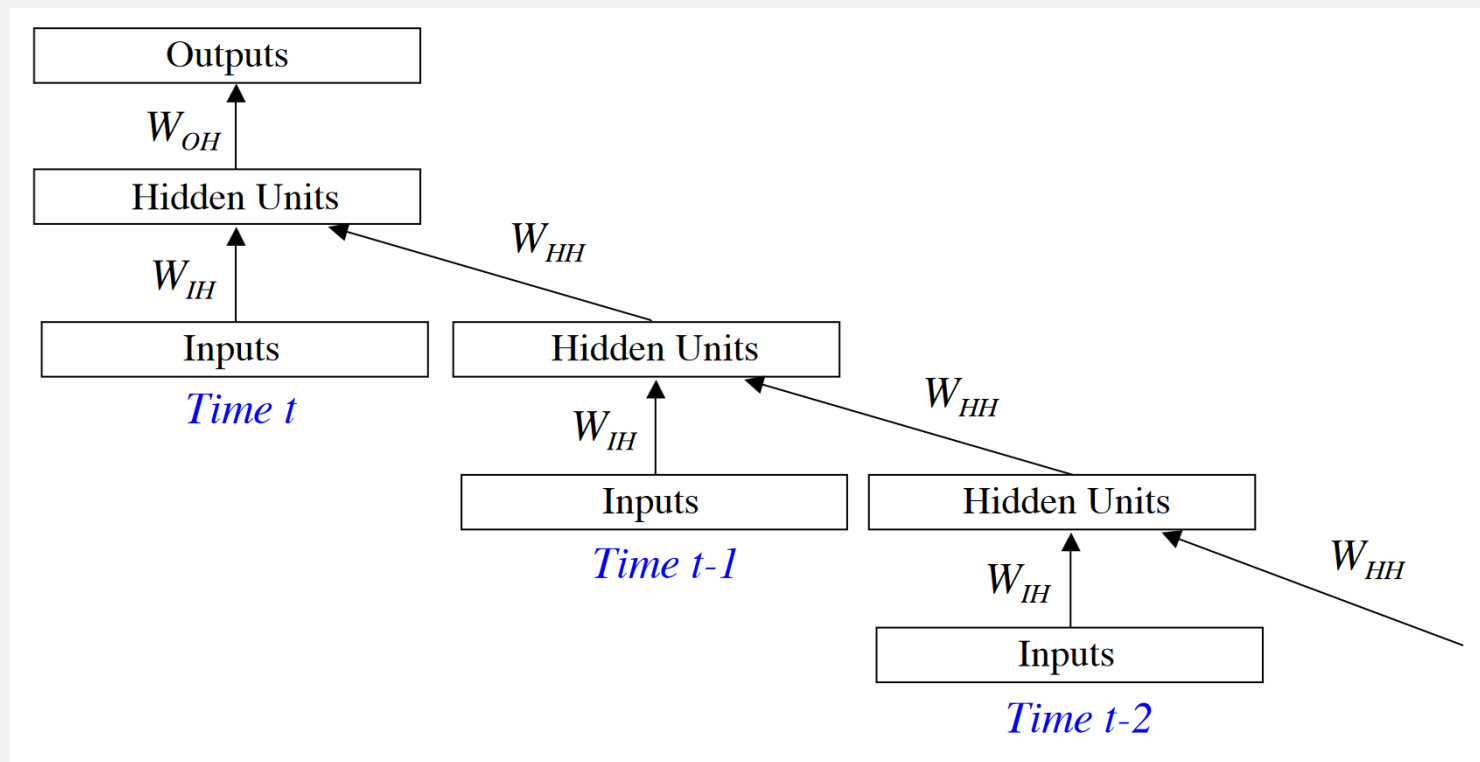 Outputs
W_OH
Hidden Units
W_HH
W_IH
Inputs
Hidden Units
Time t
W_HH
W_IH
Inputs
Hidden Units
Time t-1
W_HH
W_IH
Inputs
Time t-2